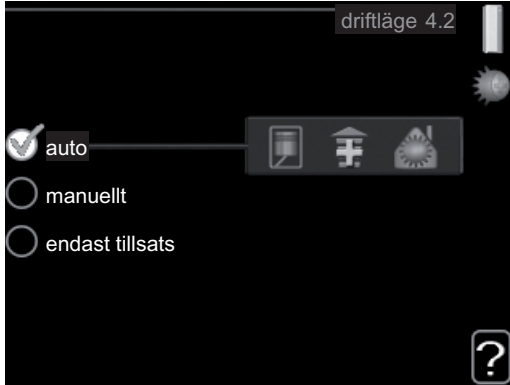 driftläge 4.2
auto
manuellt
endast tillsats
?